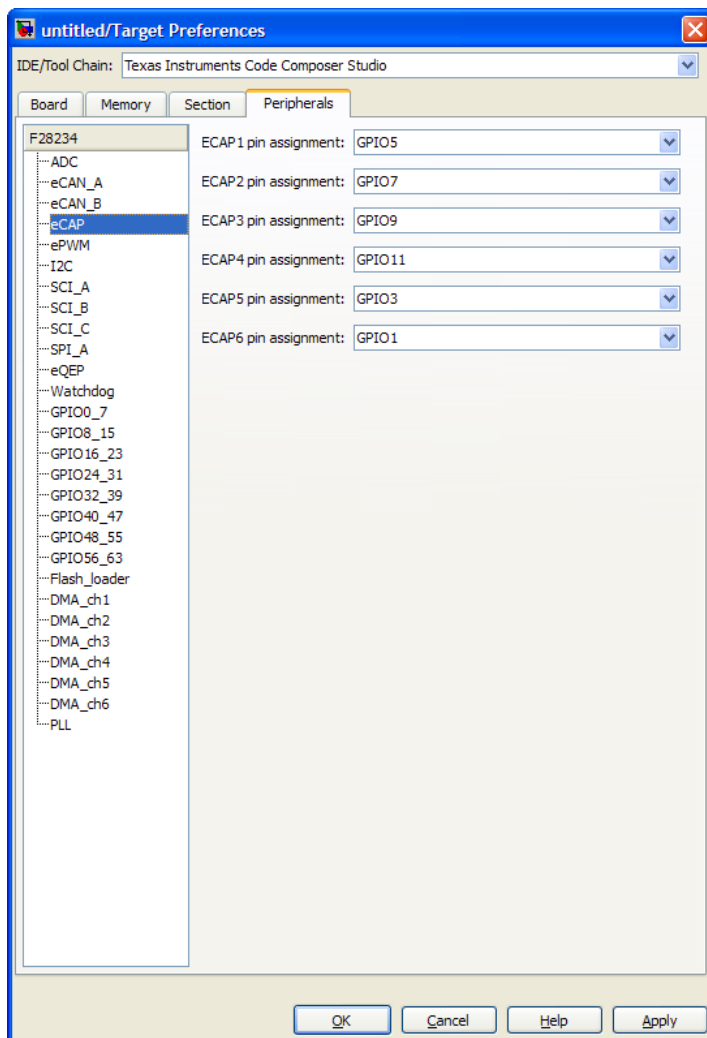 untitled/Target Preferences
IDE/Tool Chain: Texas Instruments Code Composer Studio
Board Memory Section Peripherals
F28234
ADC
eCAN_A
eCAN_B
eCAP
ePWM
I2C
SCI_A
SCI_B
SCI_C
SPI_A
eQEP
Watchdog
GPIO0_7
GPIO8_15
GPIO16_23
GPIO24_31
GPIO32_39
GPIO40_47
GPIO48_55
GPIO56_63
Flash_loader
DMA_ch1
DMA_ch2
DMA_ch3
DMA_ch4
DMA_ch5
DMA_ch6
PLL
ECAP1 pin assignment: GPIO5
ECAP2 pin assignment: GPIO7
ECAP3 pin assignment: GPIO9
ECAP4 pin assignment: GPIO11
ECAP5 pin assignment: GPIO3
ECAP6 pin assignment: GPIO1
OK Cancel Help Apply